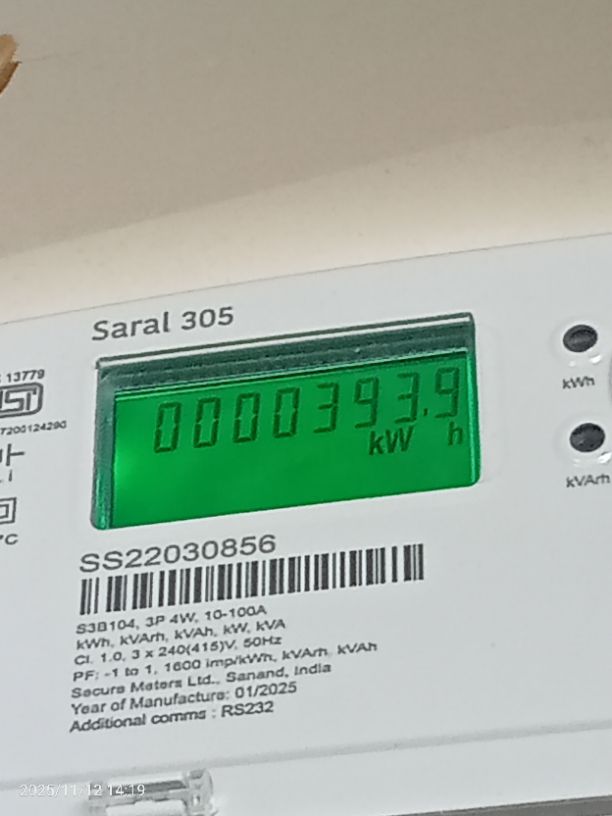 Saral 305
13779
7200124290
0000393.9
kW h
kWh
kVArh
°C
SS22030856
S3B104, 3P 4W, 10-100A
kWh, kVArh, kVAh, kW, kVA
Cl. 1.0, 3 x 240(415)V, 50Hz
PF: -1 to 1, 1600 imp/kWh, kVArh, kVAh
Secure Meters Ltd., Sanand, India
Year of Manufacture: 01/2025
Additional comms : RS232
2025/11/12 14:19